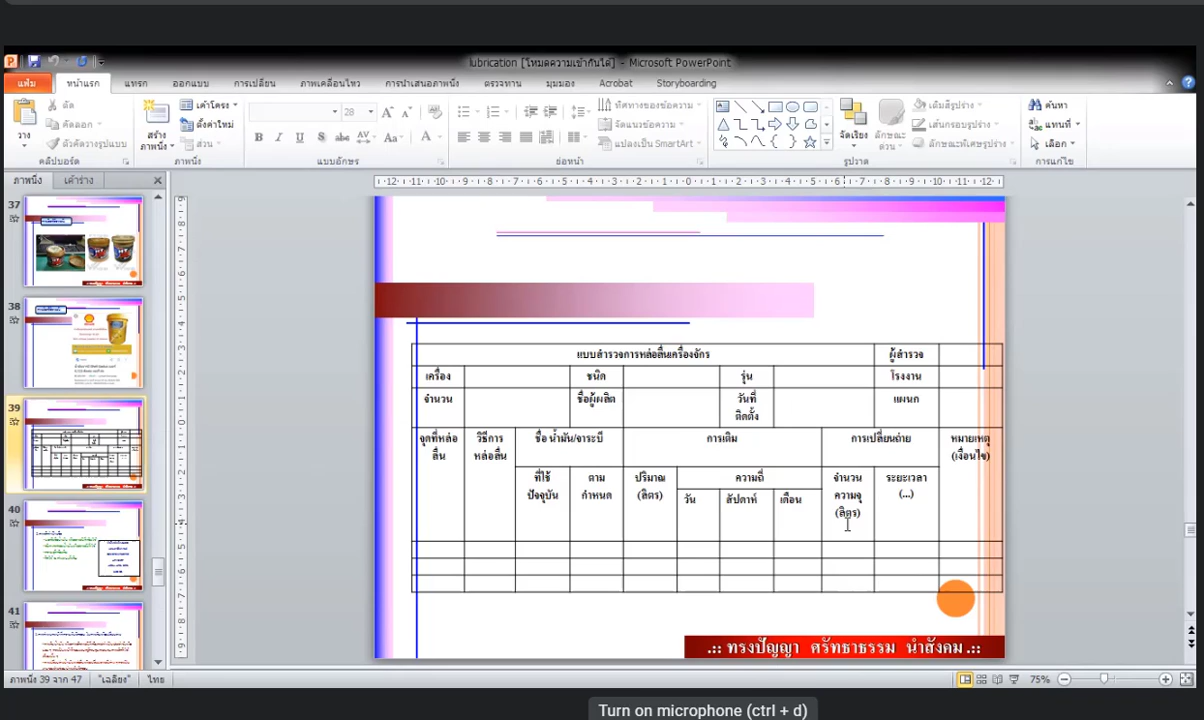 lubrication [โหมดความเข้ากันได้] - Microsoft PowerPoint
แฟ้ม หน้าแรก แทรก ออกแบบ การเปลี่ยน ภาพเคลื่อนไหว การนำเสนอภาพนิ่ง ตรวจทาน มุมมอง Acrobat Storyboarding
วาง
ตัด
คัดลอก
ตัวคัดวางรูปแบบ
คลิปบอร์ด
สร้าง
ภาพนิ่ง
เค้าโครง
ตั้งค่าใหม่
ส่วน
ภาพนิ่ง
28
แบบอักษร
ทิศทางของข้อความ
จัดแนวข้อความ
แปลงเป็น SmartArt
ย่อหน้า
จัดเรียง
ลักษณะ
ด่วน
เติมสีรูปร่าง
เส้นกรอบรูปร่าง
ลักษณะพิเศษรูปร่าง
รูปวาด
ค้นหา
แทนที่
เลือก
การแก้ไข
ภาพนิ่ง เค้าร่าง
37
38
39
40
41
แบบสำรวจการหล่อลื่นเครื่องจักร ผู้สำรวจ
เครื่อง ชนิด รุ่น โรงงาน
จำนวน ชื่อผู้ผลิต วันที่ติดตั้ง แผนก
จุดที่หล่อลื่น วิธีการหล่อลื่น ชื่อ น้ำมัน/จาระบี การเติม การเปลี่ยนถ่าย หมายเหตุ (เงื่อนไข)
ที่ใช้ปัจจุบัน ตามกำหนด ปริมาณ (ลิตร) ความถี่ จำนวนความจุ (ลิตร) ระยะเวลา (...)
วัน สัปดาห์ เดือน
.:: ทรงปัญญา ศรัทธาธรรม นำสังคม .::
ภาพนิ่ง 39 จาก 47 "เฉลียง" ไทย 75%
Turn on microphone (ctrl + d)